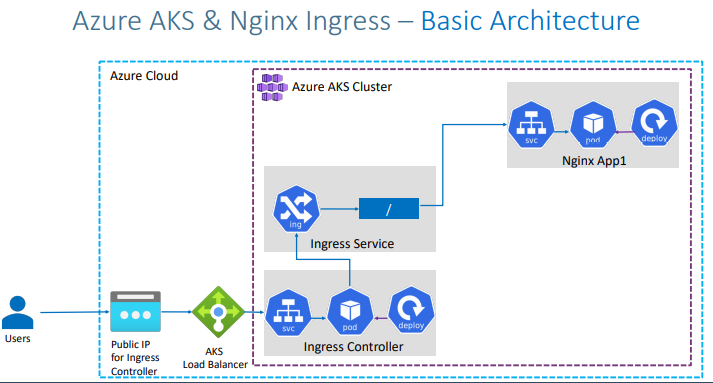 Azure AKS & Nginx Ingress – Basic Architecture
Azure Cloud
Azure AKS Cluster
svc
pod
deploy
Nginx App1
ing
/
Ingress Service
svc
pod
deploy
Ingress Controller
Users
Public IP
for Ingress
Controller
AKS
Load Balancer